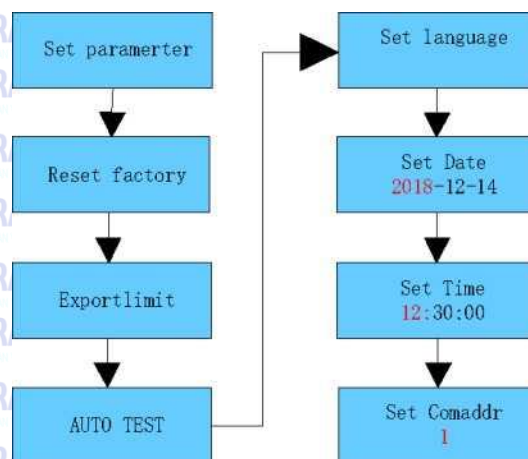 Set paramerter
Reset factory
Exportlimit
AUTO TEST
Set language
Set Date
2018-12-14
Set Time
12:30:00
Set Comaddr
1